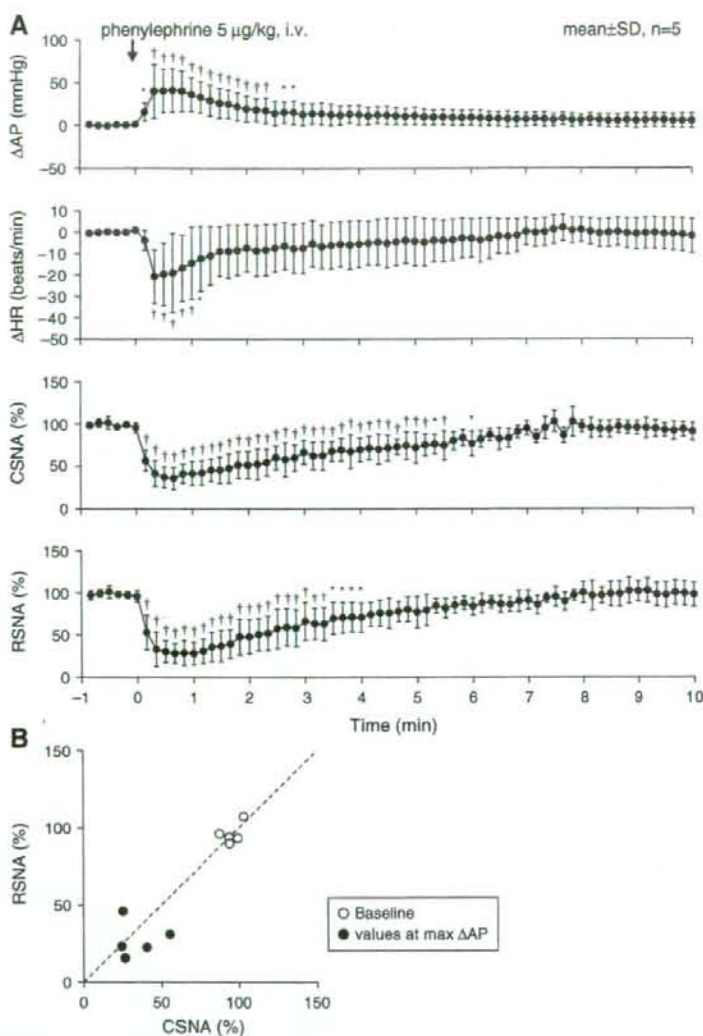 A
phenylephrine 5 µg/kg, i.v.
mean±SD, n=5
ΔAP (mmHg)
100
50
0
−50
ΔHR (beats/min)
10
0
−10
−20
−30
−40
−50
CSNA (%)
150
100
50
0
RSNA (%)
150
100
50
0
−1 0 1 2 3 4 5 6 7 8 9 10
Time (min)
B
RSNA (%)
150
100
50
0
0 50 100 150
CSNA (%)
Baseline
values at max ΔAP